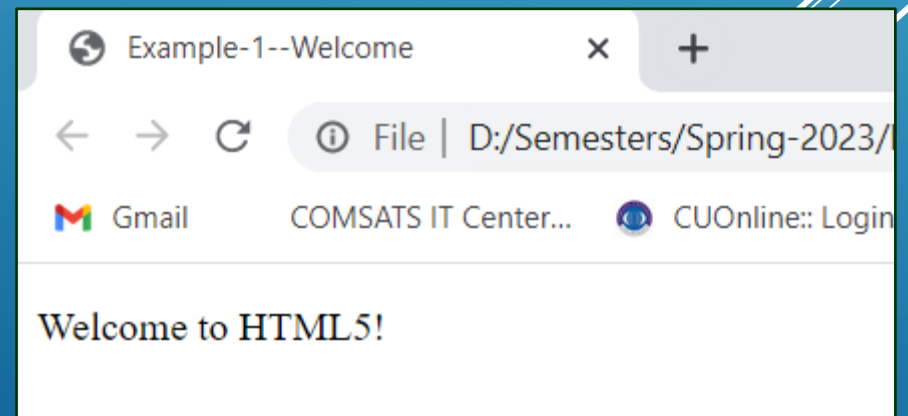 Example-1--Welcome
File | D:/Semesters/Spring-2023/
Gmail COMSATS IT Center... CUOnline:: Login
Welcome to HTML5!